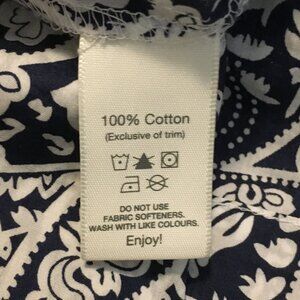 100% Cotton
(Exclusive of trim)
DO NOT USE
FABRIC SOFTENERS.
WASH WITH LIKE COLOURS.
Enjoy!